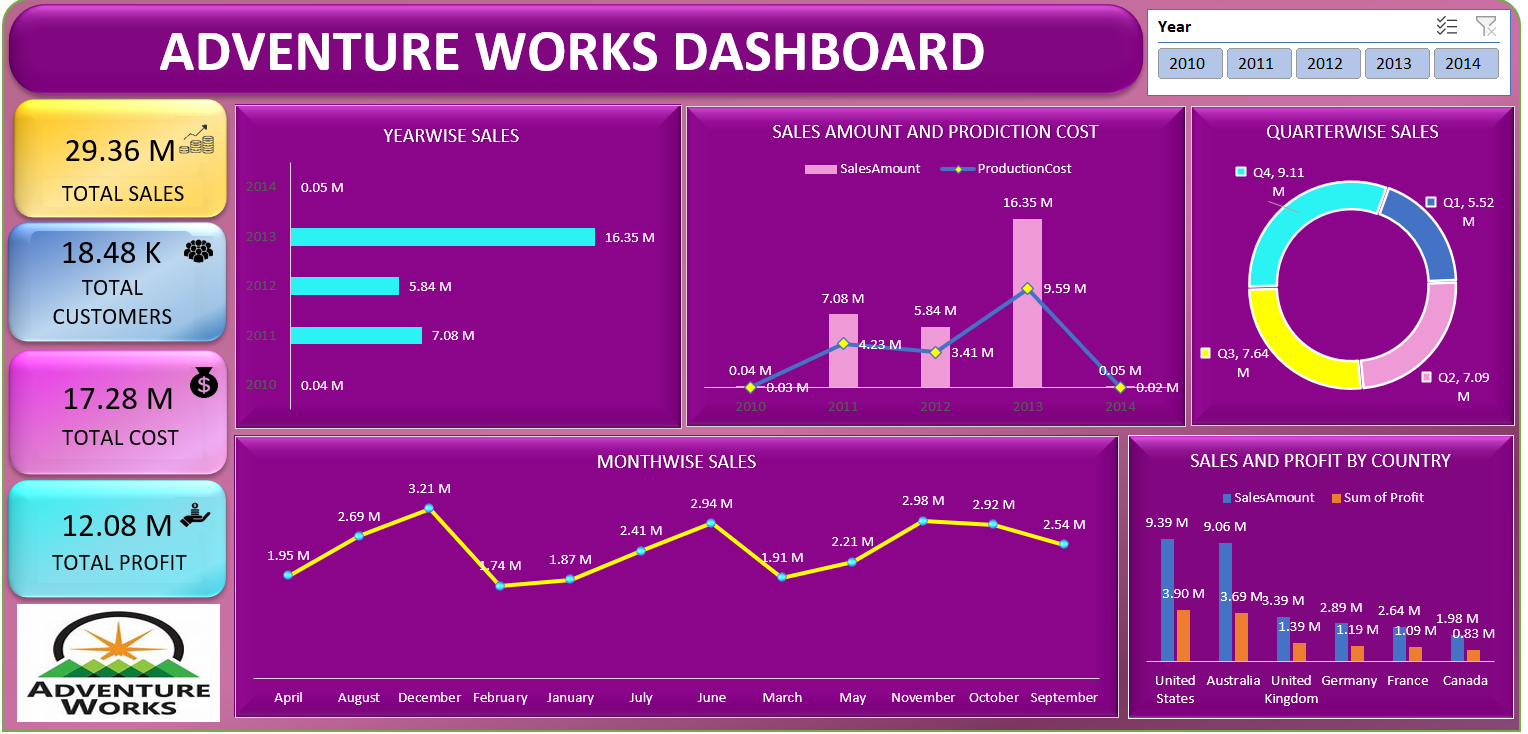 ADVENTURE WORKS DASHBOARD
Year
2010 2011 2012 2013 2014
29.36 M
TOTAL SALES
18.48 K
TOTAL
CUSTOMERS
17.28 M
TOTAL COST
12.08 M
TOTAL PROFIT
ADVENTURE
WORKS
YEARWISE SALES
2014 0.05 M
2013 16.35 M
2012 5.84 M
2011 7.08 M
2010 0.04 M
SALES AMOUNT AND PRODICTION COST
SalesAmount ProductionCost
16.35 M
7.08 M
5.84 M
9.59 M
4.23 M
3.41 M
0.04 M 0.05 M
0.03 M 0.02 M
2010 2011 2012 2013 2014
QUARTERWISE SALES
Q4, 9.11
M
Q1, 5.52
M
Q3, 7.64
M
Q2, 7.09
M
MONTHWISE SALES
1.95 M 2.69 M 3.21 M 1.74 M 1.87 M 2.41 M 2.94 M 1.91 M 2.21 M 2.98 M 2.92 M 2.54 M
April August December February January July June March May November October September
SALES AND PROFIT BY COUNTRY
SalesAmount Sum of Profit
9.39 M 9.06 M 3.39 M 2.89 M 2.64 M 1.98 M
3.90 M 3.69 M 1.39 M 1.19 M 1.09 M 0.83 M
United
States
Australia
United
Kingdom
Germany
France
Canada